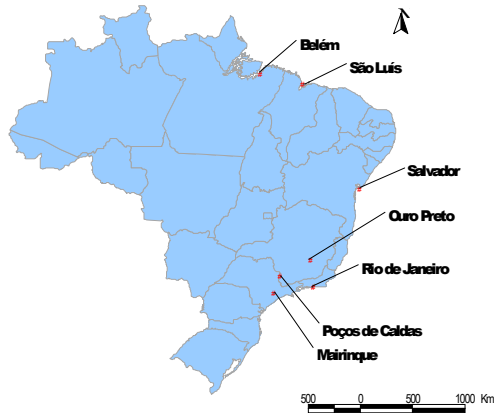 Belém
São Luís
Salvador
Ouro Preto
Rio de Janeiro
Poços de Caldas
Mairinque
500 0 500 1000 Km